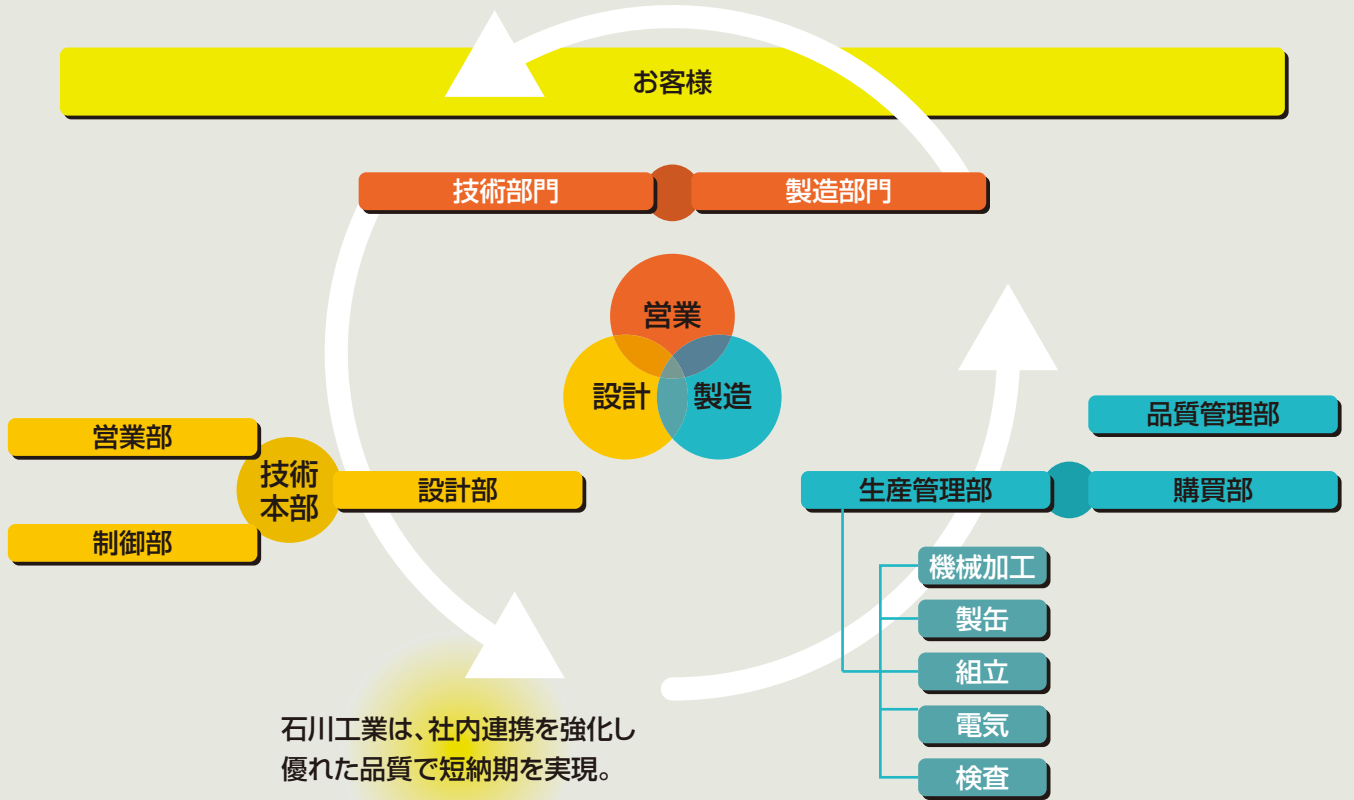 お客様
技術部門
製造部門
営業
設計
製造
営業部
技術
本部
設計部
制御部
品質管理部
生産管理部
購買部
機械加工
製缶
組立
電気
検査
石川工業は、社内連携を強化し
優れた品質で短納期を実現。